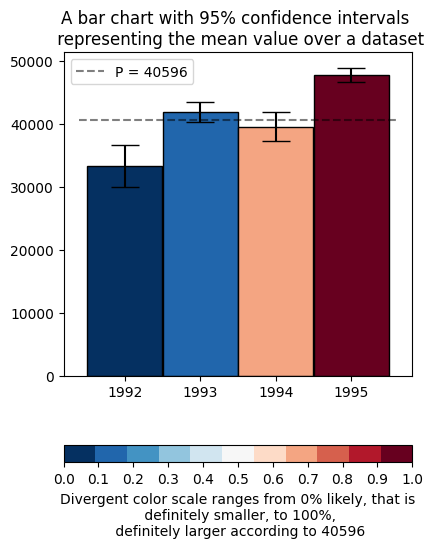 A bar chart with 95% confidence intervals
representing the mean value over a dataset
P = 40596
50000
40000
30000
20000
10000
0
1992 1993 1994 1995
0.0 0.1 0.2 0.3 0.4 0.5 0.6 0.7 0.8 0.9 1.0
Divergent color scale ranges from 0% likely, that is
definitely smaller, to 100%,
definitely larger according to 40596